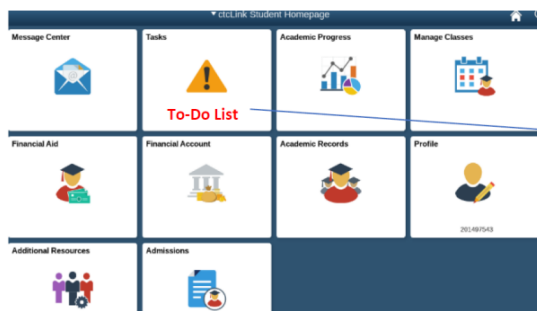 ▾ ctcLink Student Homepage
Message Center
Tasks
Academic Progress
Manage Classes
To-Do List
Financial Aid
Financial Account
Academic Records
Profile
201497543
Additional Resources
Admissions